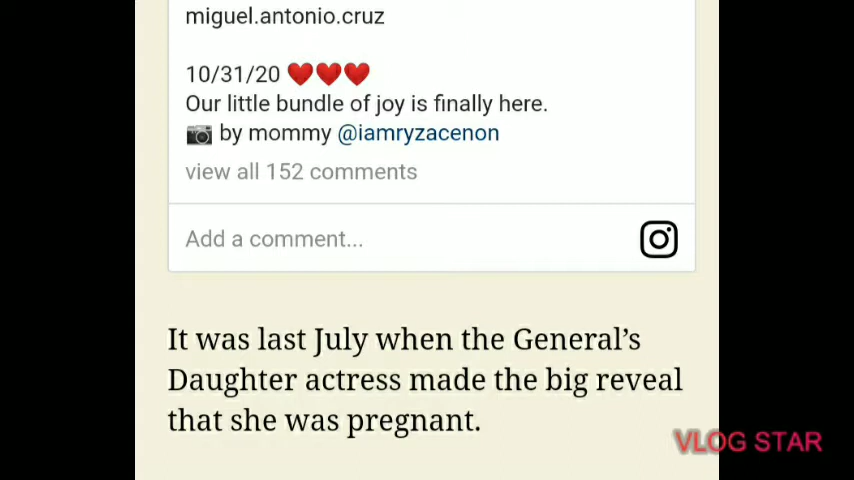 miguel.antonio.cruz
10/31/20 ❤️❤️❤️
Our little bundle of joy is finally here.
📷 by mommy @iamryzacenon
view all 152 comments
Add a comment...
It was last July when the General’s
Daughter actress made the big reveal
that she was pregnant.
VLOG STAR